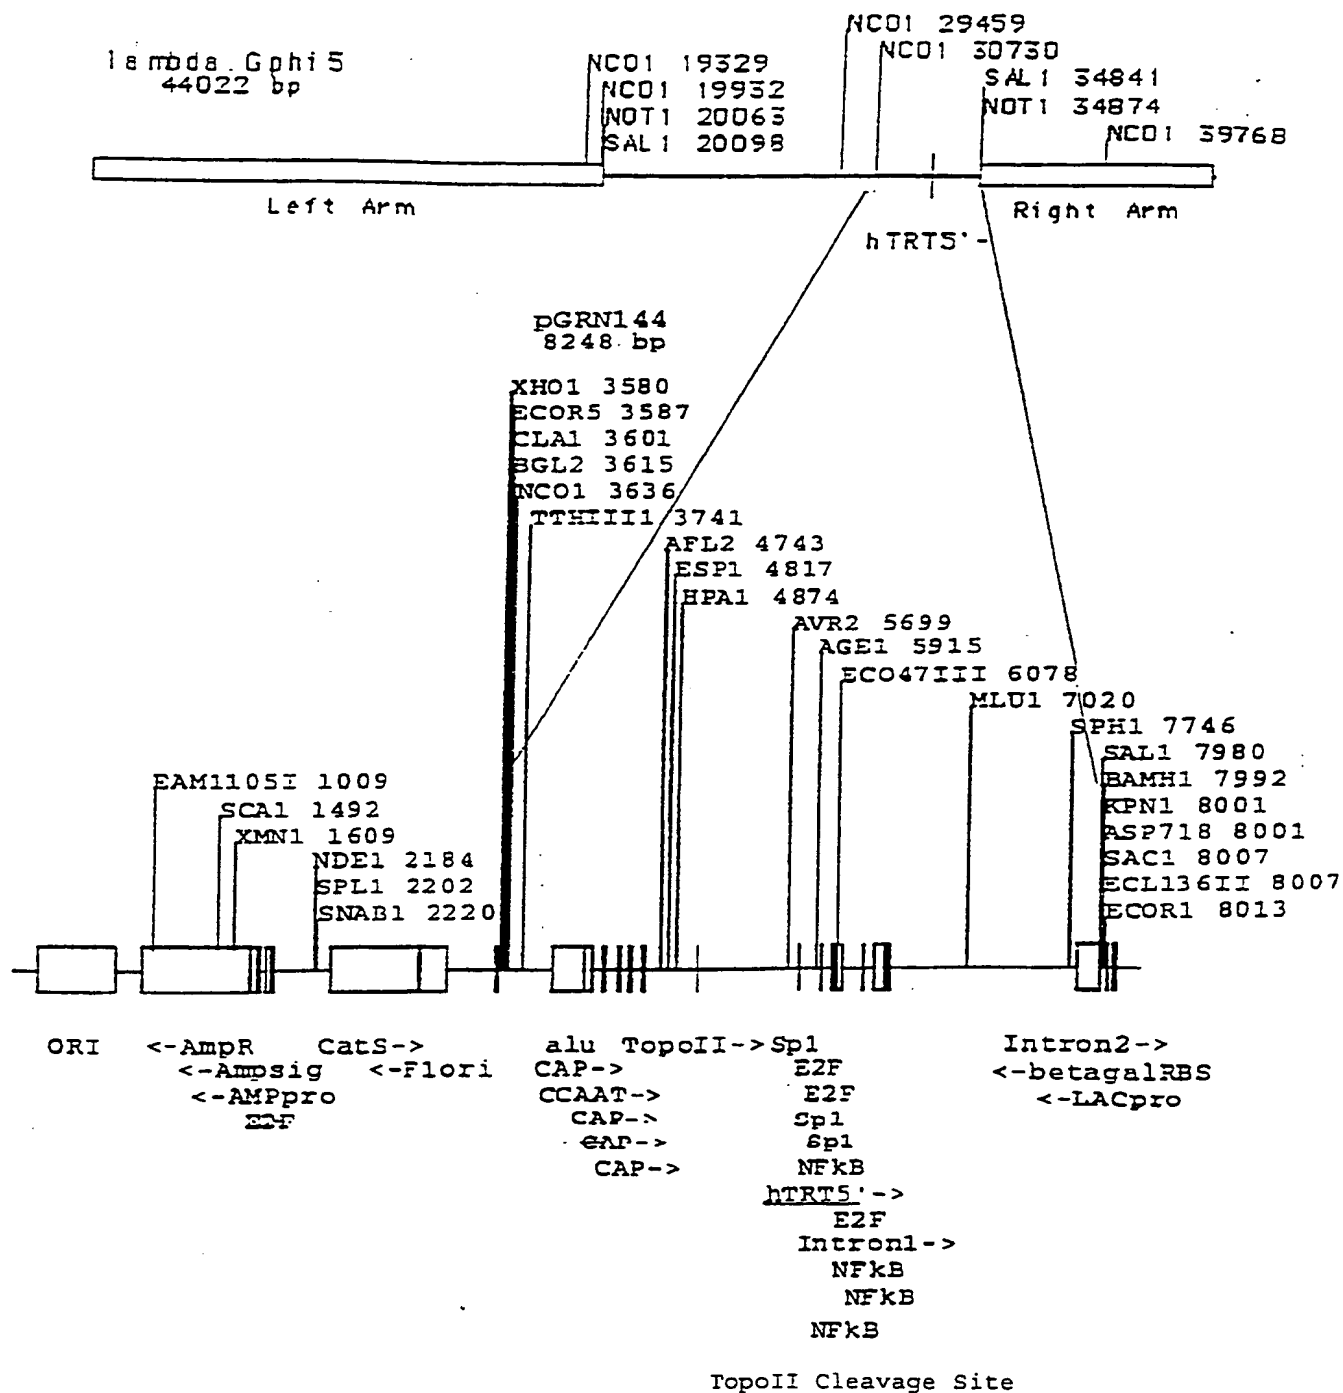 lambda.Gphi5
44022 bp
NCO1 19329
NCO1 19932
NOT1 20063
SAL1 20098
NCO1 29459
NCO1 30730
SAL1 34841
NOT1 34874
NCO1 39768
Left Arm
Right Arm
hTRT5'-
pGRN144
8248 bp
XHO1 3580
ECOR5 3587
CLA1 3601
BGL2 3615
NCO1 3636
TTHIII1 3741
AFL2 4743
ESP1 4817
HPA1 4874
AVR2 5699
AGE1 5915
ECO47III 6078
MLU1 7020
SPH1 7746
SAL1 7980
BAMH1 7992
KPN1 8001
ASP718 8001
SAC1 8007
ECL136II 8007
ECOR1 8013
EAM1105I 1009
SCA1 1492
XMN1 1609
NDE1 2184
SPL1 2202
SNAB1 2220
ORI <-AmpR CatS-> alu TopoII-> Sp1 Intron2->
<-Ampsig <-F1ori CAP-> E2F <-betagalRBS
<-AMPpro CCAAT-> E2F <-LACpro
E2F CAP-> Sp1
CAP-> Sp1
CAP-> NFkB
hTRT5'->
E2F
Intron1->
NFkB
NFkB
NFkB
TopoII Cleavage Site